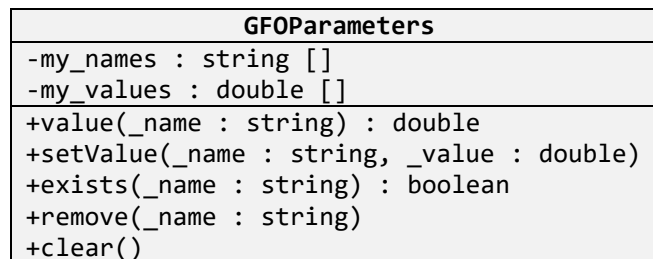 GFOParameters
-my_names : string []
-my_values : double []
+value(_name : string) : double
+setValue(_name : string, _value : double)
+exists(_name : string) : boolean
+remove(_name : string)
+clear()